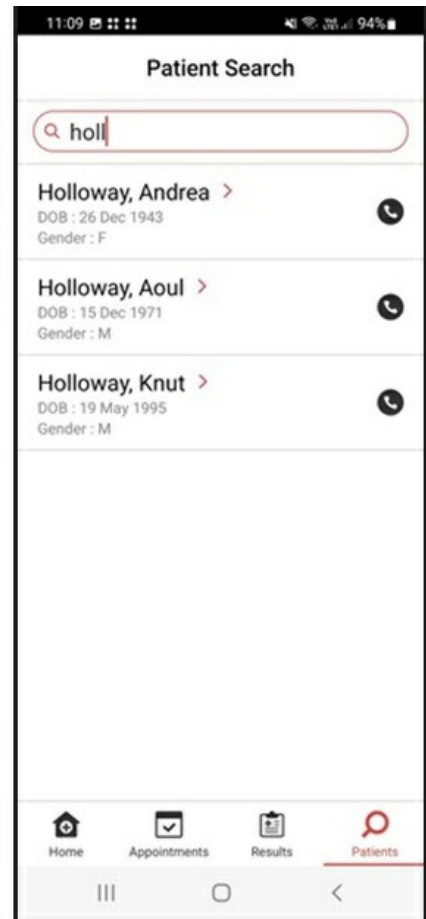 11:09
94%
Patient Search
holl
Holloway, Andrea >
DOB : 26 Dec 1943
Gender : F
Holloway, Aoul >
DOB : 15 Dec 1971
Gender : M
Holloway, Knut >
DOB : 19 May 1995
Gender : M
Home
Appointments
Results
Patients